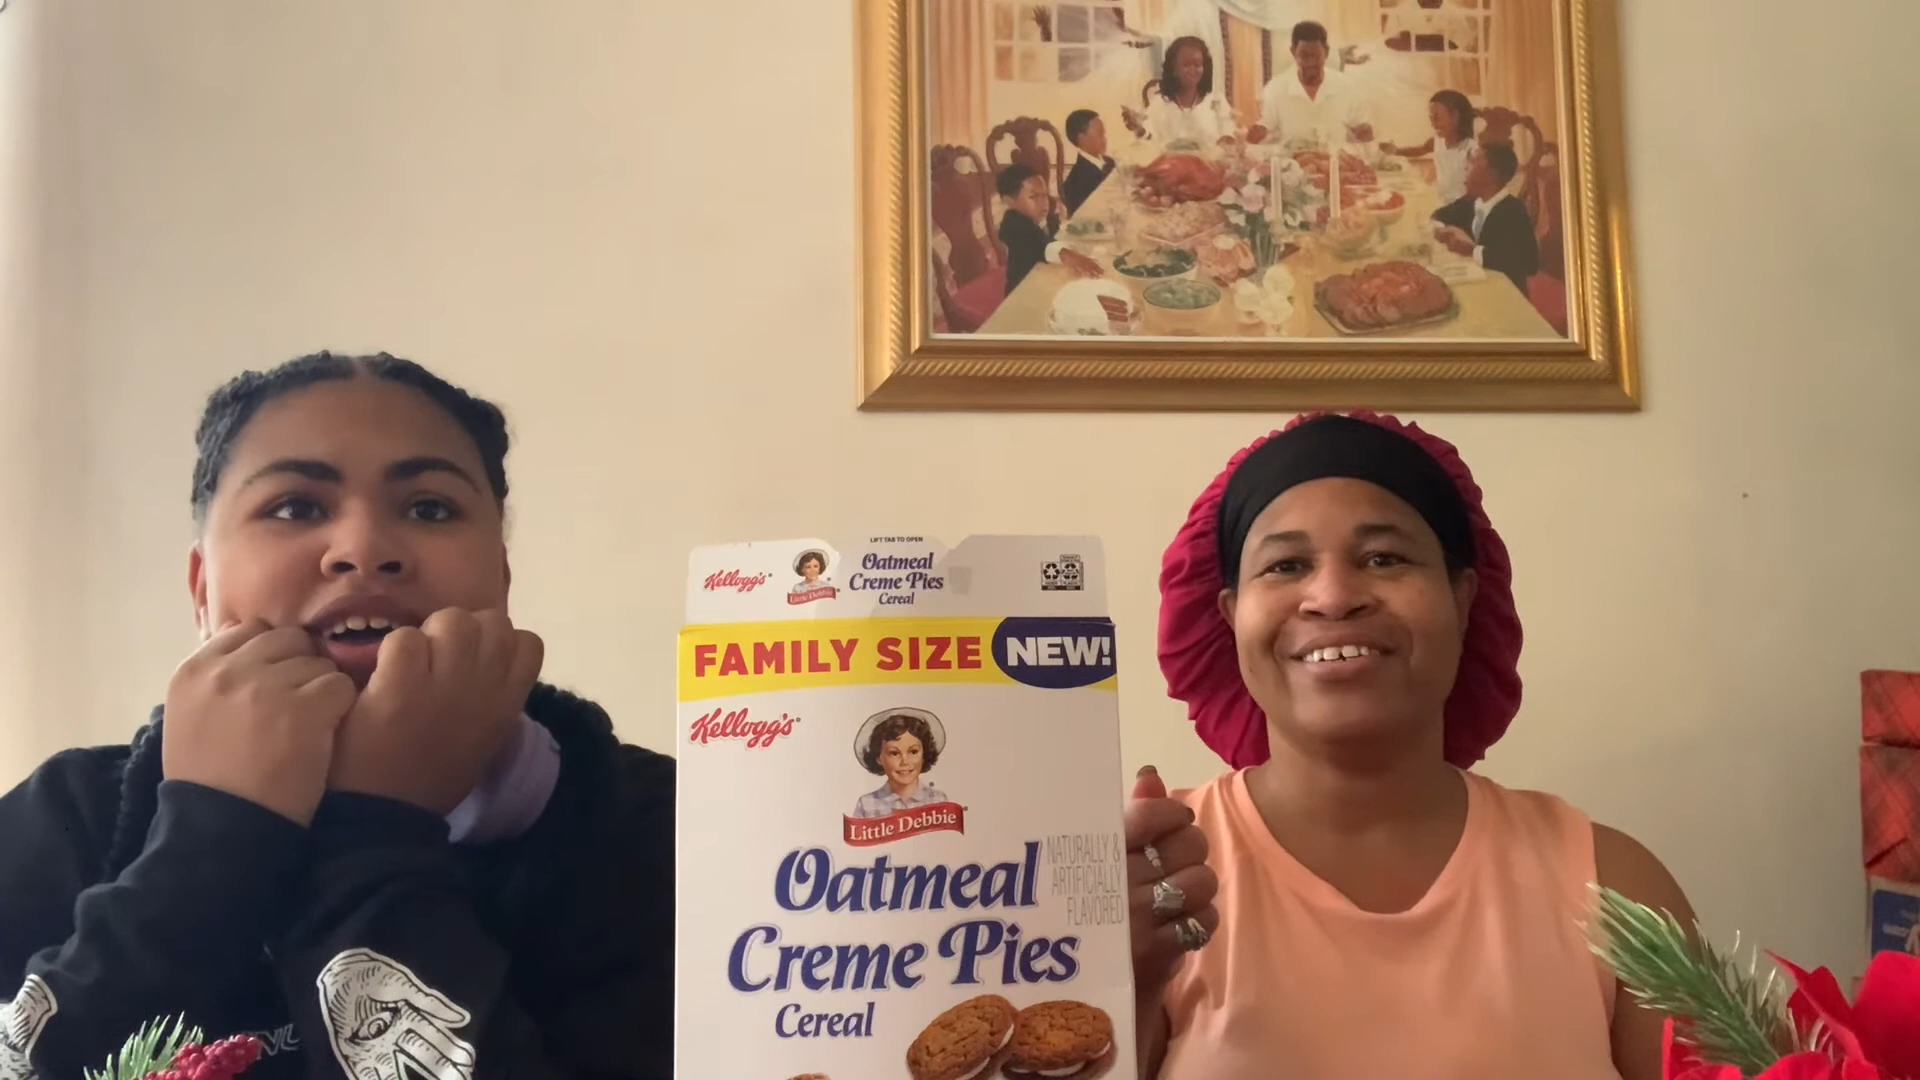 LIFT TAB TO OPEN
Kellogg's
Little Debbie
Oatmeal
Creme Pies
Cereal
FAMILY SIZE NEW!
Kellogg's
Little Debbie
Oatmeal
Creme Pies
Cereal
NATURALLY &
ARTIFICIALLY
FLAVORED